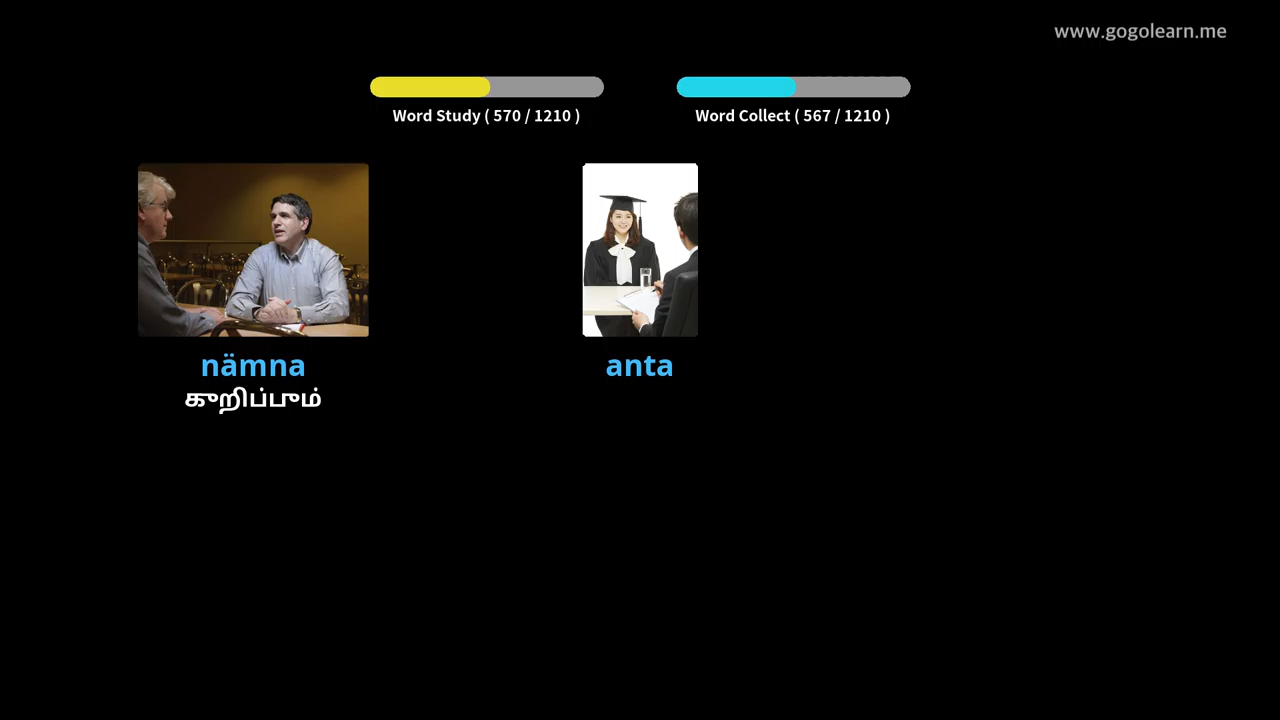 www.gogolearn.me
Word Study ( 570 / 1210 )
Word Collect ( 567 / 1210 )
nämna
குறிப்பும்
anta